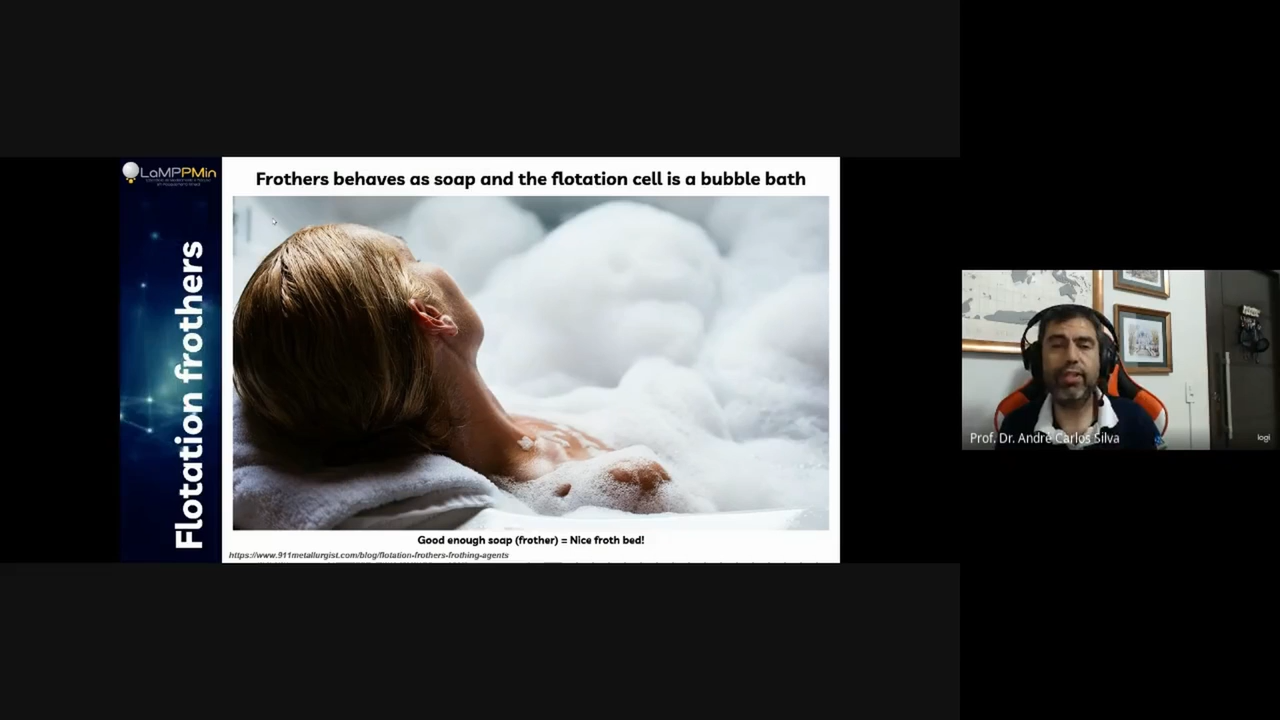 LaMPPMin
Flotation frothers
Frothers behaves as soap and the flotation cell is a bubble bath
Good enough soap (frother) = Nice froth bed!
https://www.911metallurgist.com/blog/flotation-frothers-frothing-agents
Prof. Dr. André Carlos Silva
logi